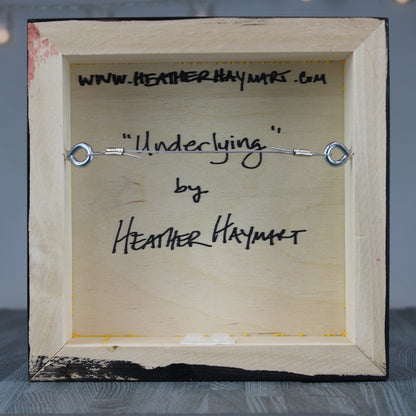 WWW.HEATHERHAYMART.COM
"Underlying"
by
HEATHER HAYMART